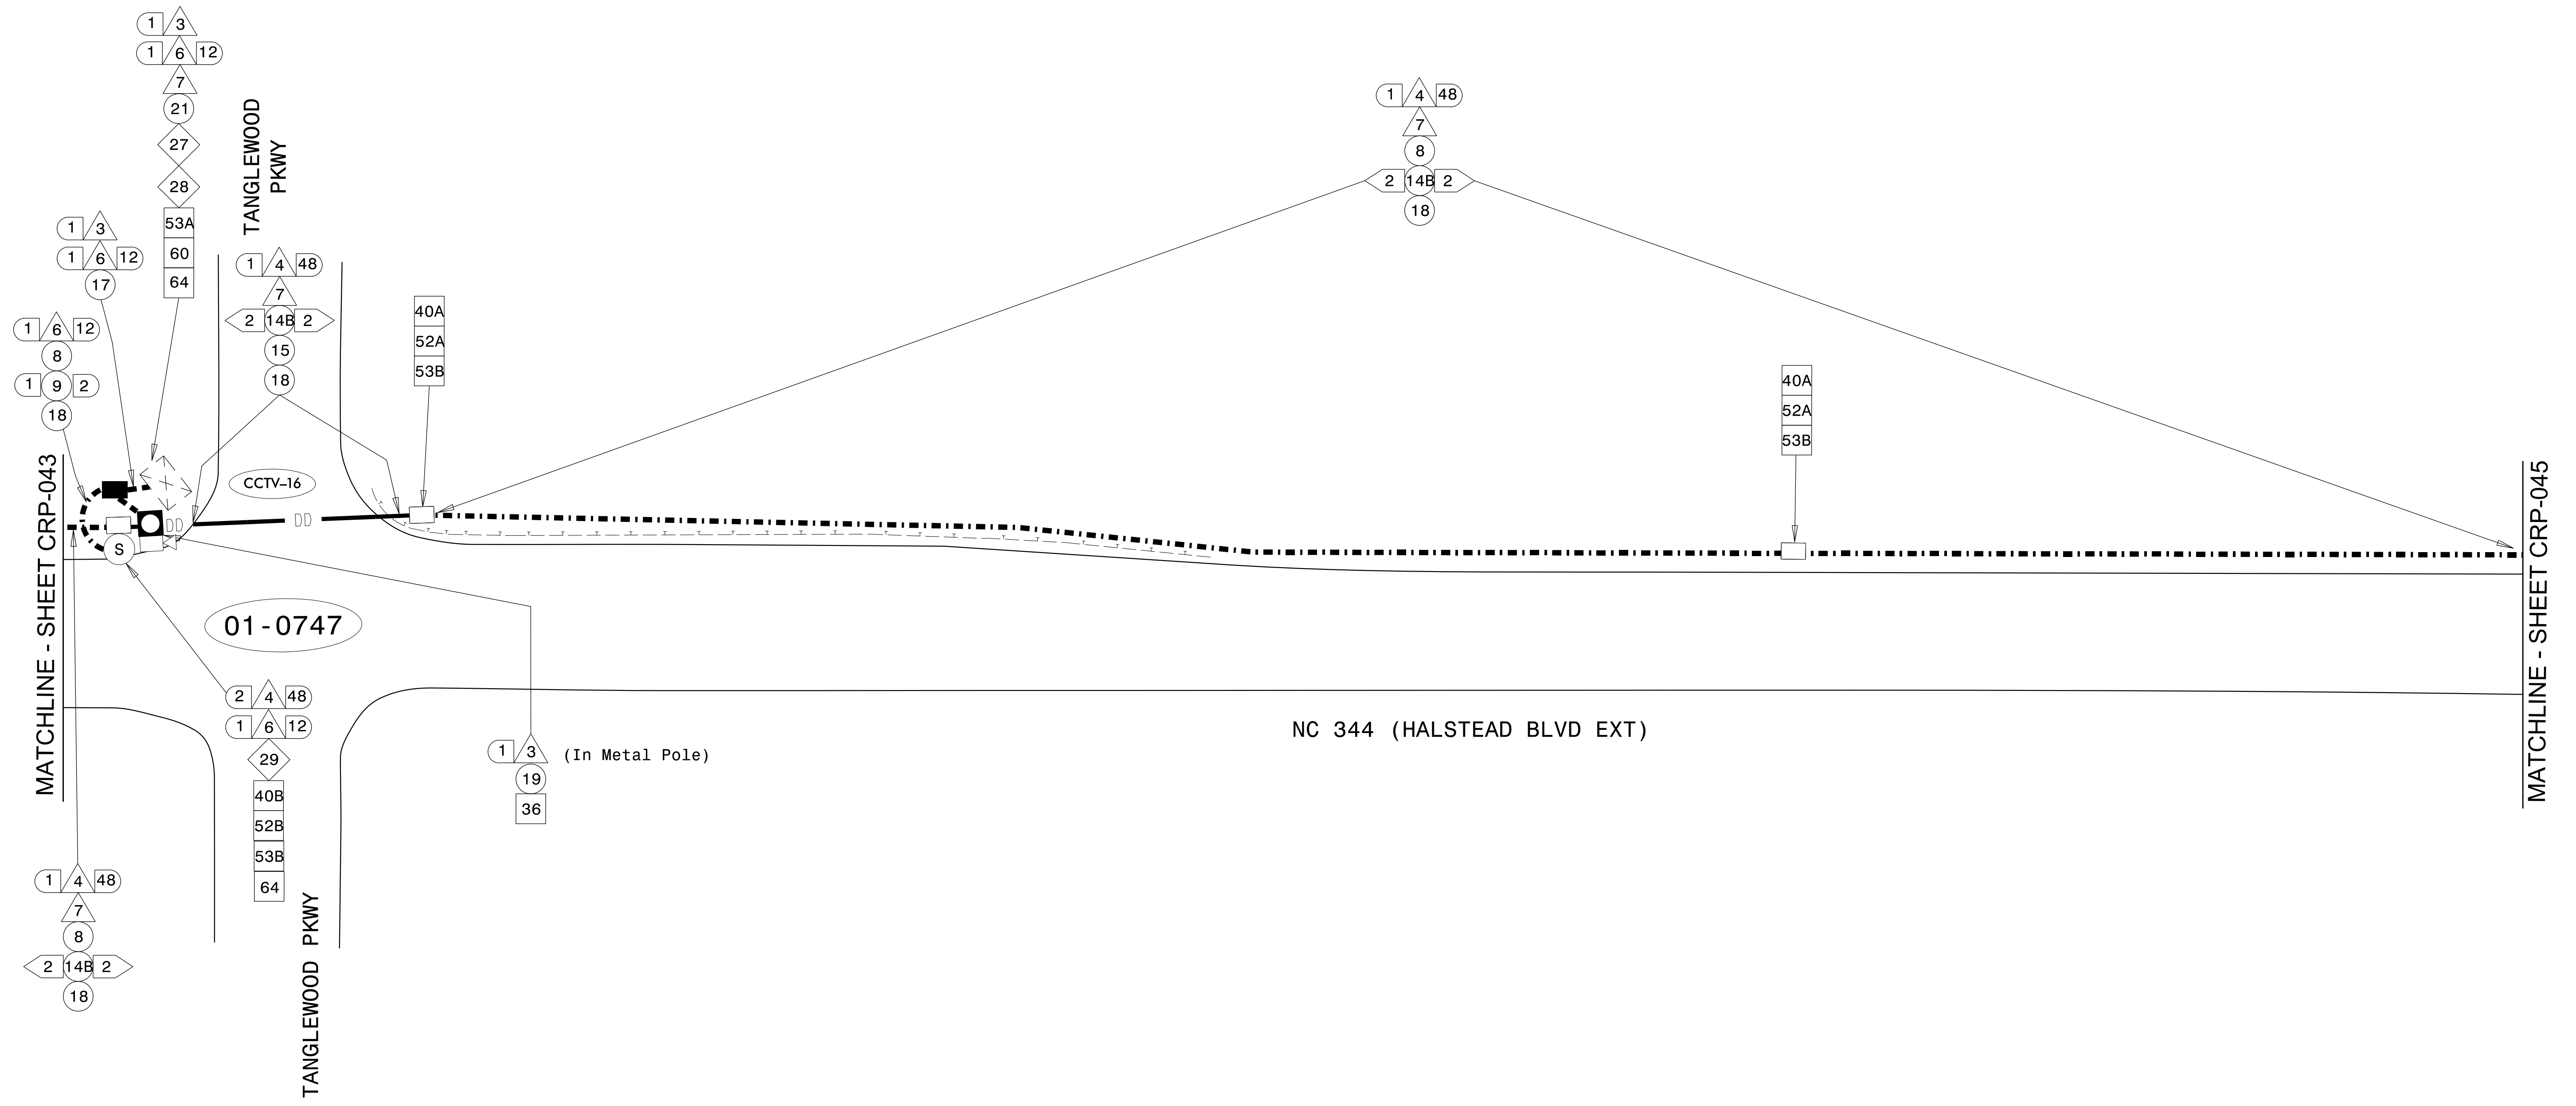 1 3
1 6 12
7
21
27
28
53A
60
64
TANGLEWOOD
PKWY
1 3
1 6 12
17
1 6 12
8
1 9 2
18
1 4 48
7
2 14B 2
15
18
40A
52A
53B
1 4 48
7
8
2 14B 2
18
40A
52A
53B
CCTV-16
DD
DD
S
MATCHLINE - SHEET CRP-043
MATCHLINE - SHEET CRP-045
01-0747
2 4 48
1 6 12
29
40B
52B
53B
64
1 3 (In Metal Pole)
19
36
NC 344 (HALSTEAD BLVD EXT)
1 4 48
7
8
2 14B 2
18
TANGLEWOOD PKWY